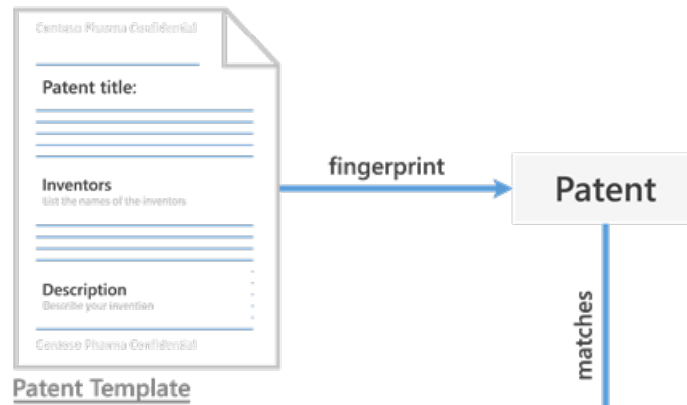 Contoso Pharma Confidential
Patent title:
Inventors
List the names of the inventors
Description
Describe your invention
Contoso Pharma Confidential
Patent Template
fingerprint
Patent
matches